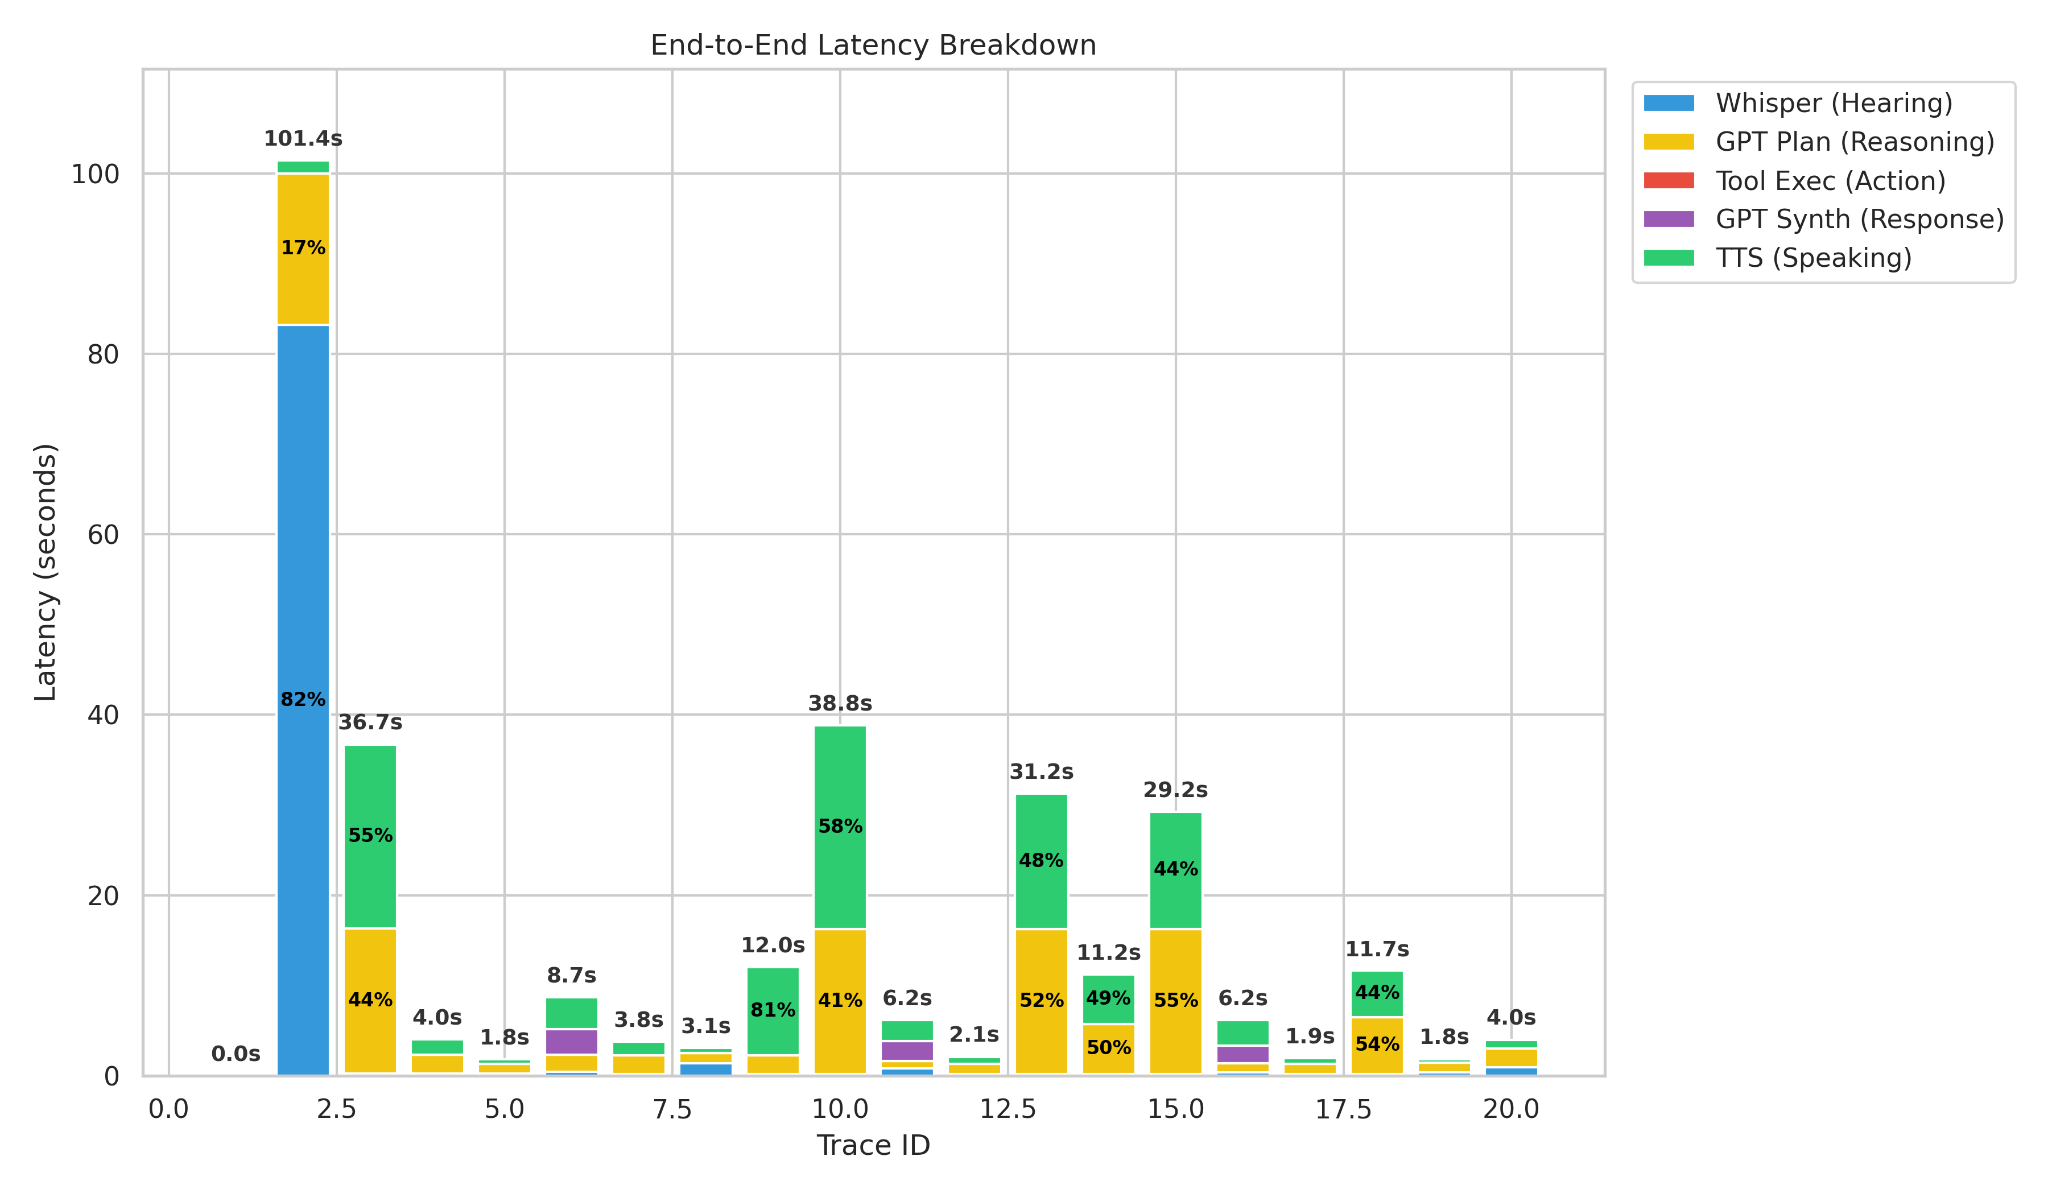 End-to-End Latency Breakdown
Whisper (Hearing)
GPT Plan (Reasoning)
Tool Exec (Action)
GPT Synth (Response)
TTS (Speaking)
Latency (seconds)
100
80
60
40
20
0
101.4s
17%
82%
0.0s
36.7s
55%
44%
4.0s
1.8s
8.7s
3.8s
3.1s
12.0s
81%
38.8s
58%
41%
6.2s
2.1s
31.2s
48%
52%
11.2s
49%
50%
29.2s
44%
55%
6.2s
1.9s
11.7s
44%
54%
1.8s
4.0s
0.0 2.5 5.0 7.5 10.0 12.5 15.0 17.5 20.0
Trace ID